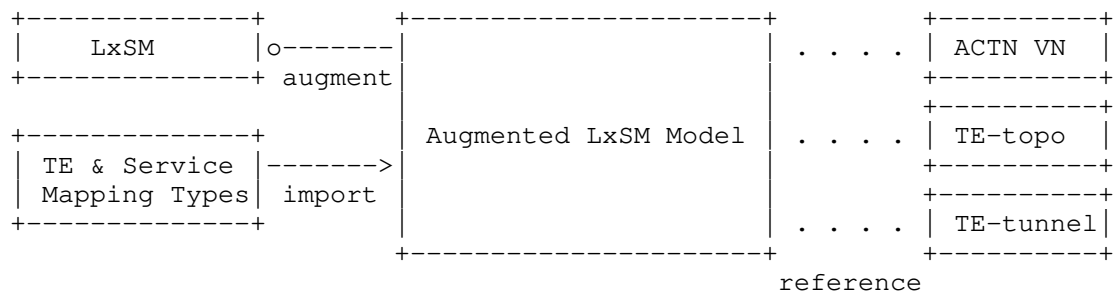 LxSM
augment
ACTN VN
Augmented LxSM Model
TE-topo
TE & Service
Mapping Types
import
TE-tunnel
reference